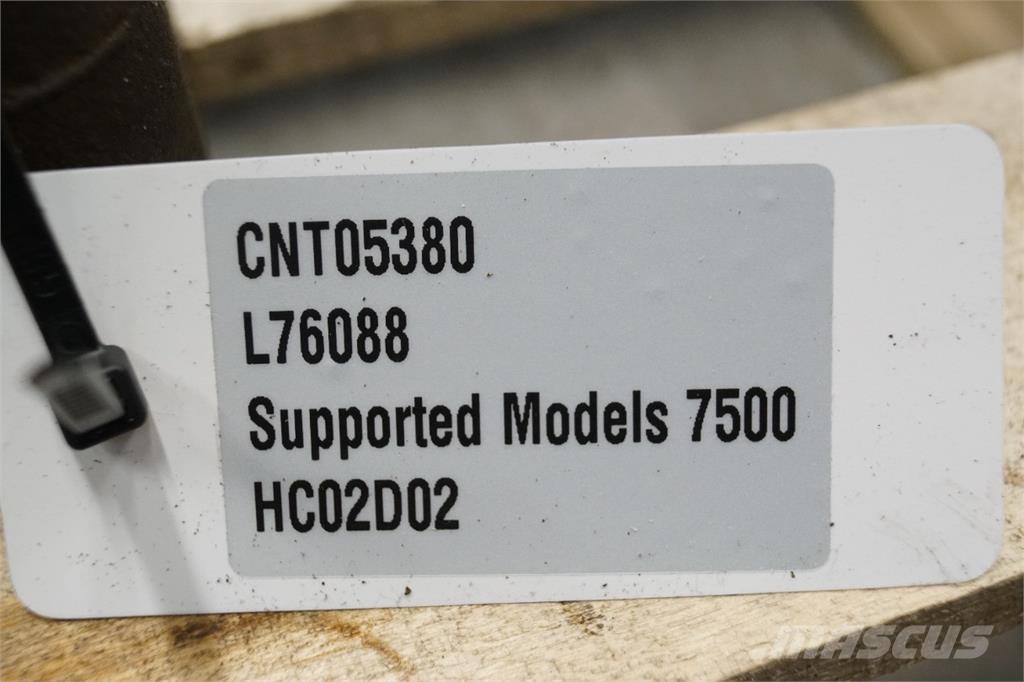 CNT05380
L76088
Supported Models 7500
HC02D02
MASCUS